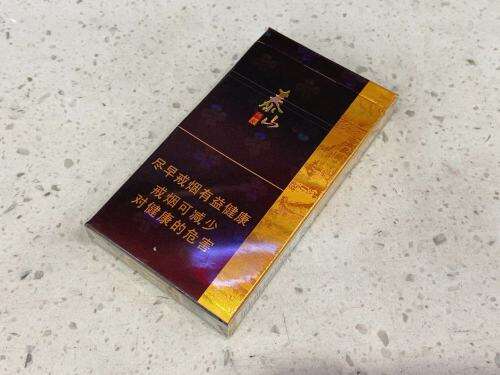 泰山
尽早戒烟有益健康
戒烟可减少
对健康的危害